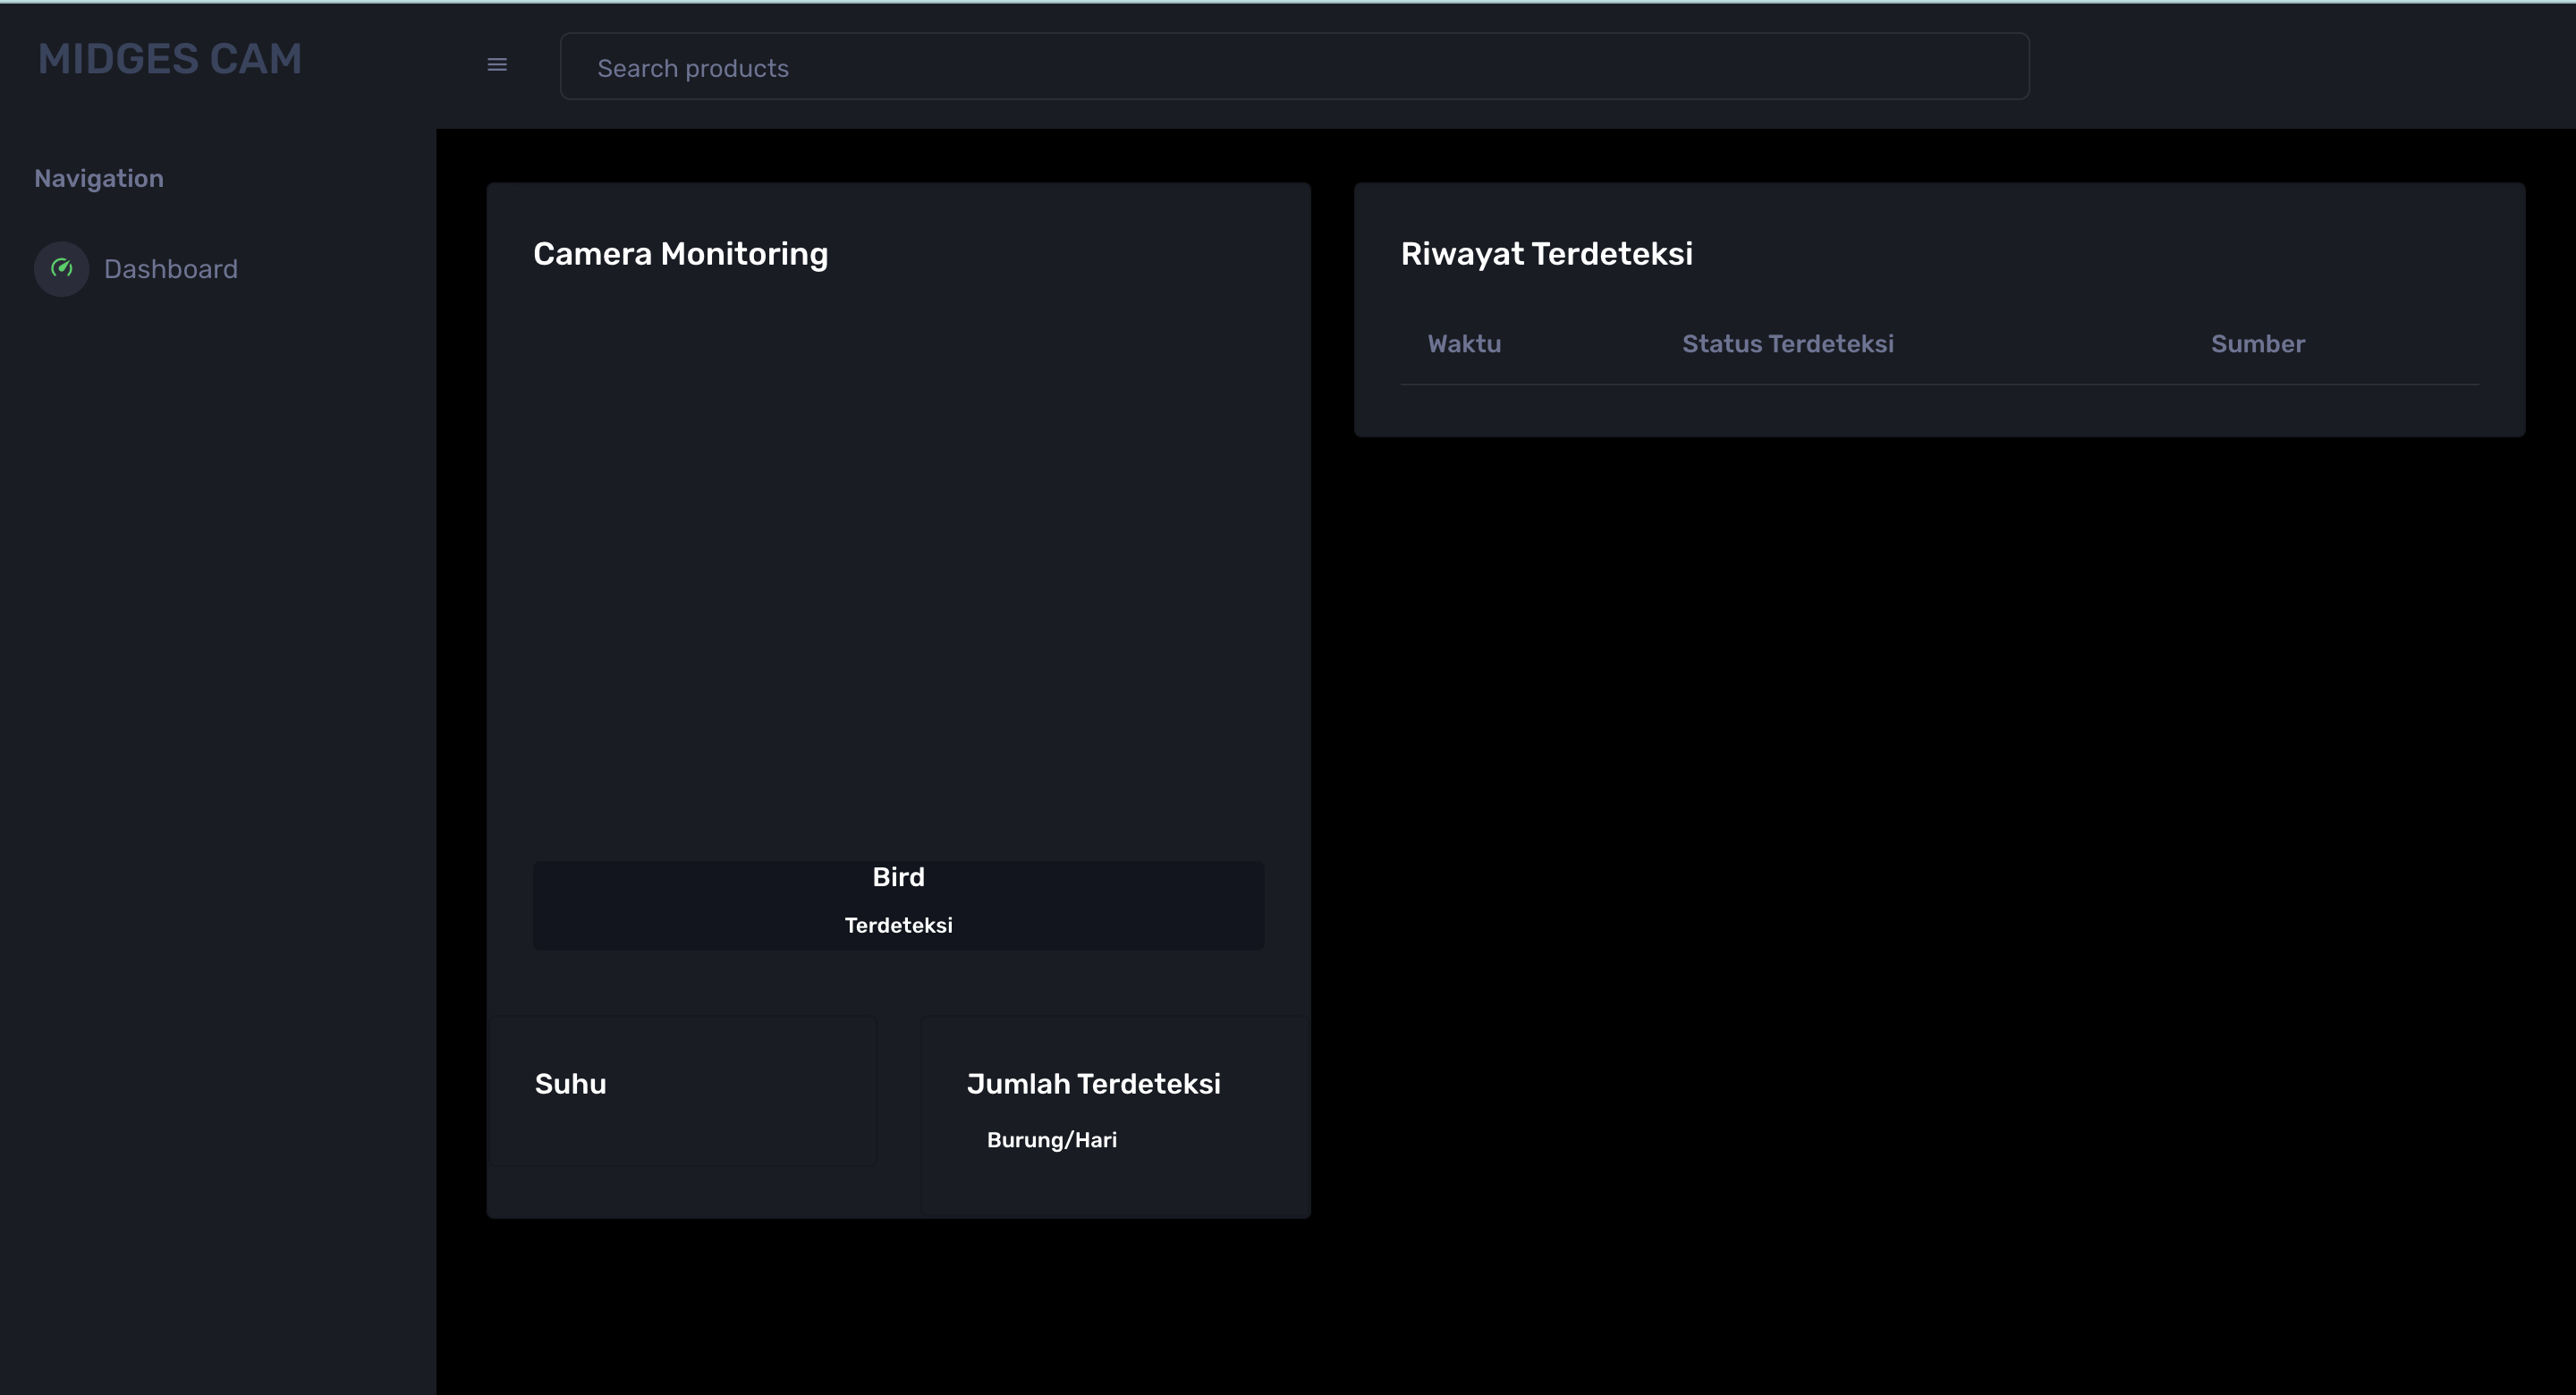 MIDGES CAM
Search products
Navigation
Dashboard
Camera Monitoring
Bird
Terdeteksi
Suhu
Jumlah Terdeteksi
Burung/Hari
Riwayat Terdeteksi
Waktu Status Terdeteksi Sumber